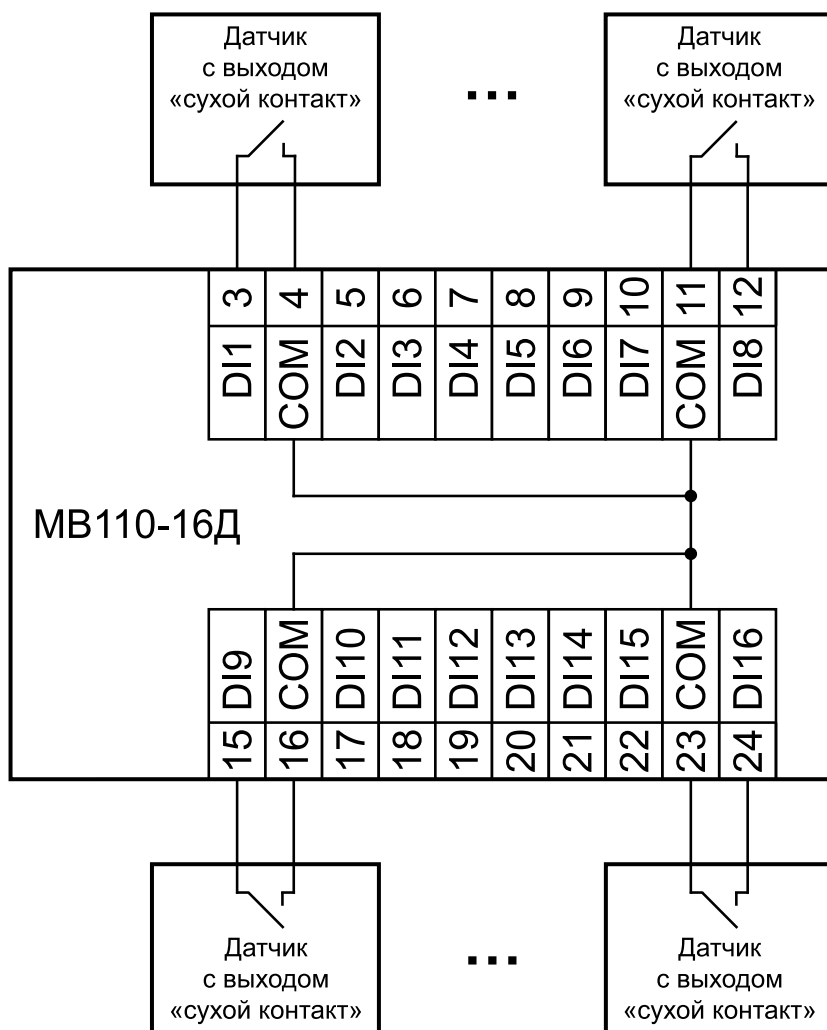 Датчик
с выходом
«сухой контакт»
...
Датчик
с выходом
«сухой контакт»
3 4 5 6 7 8 9 10 11 12
DI1 COM DI2 DI3 DI4 DI5 DI6 DI7 COM DI8
МВ110-16Д
DI9 COM DI10 DI11 DI12 DI13 DI14 DI15 COM DI16
15 16 17 18 19 20 21 22 23 24
Датчик
с выходом
«сухой контакт»
...
Датчик
с выходом
«сухой контакт»